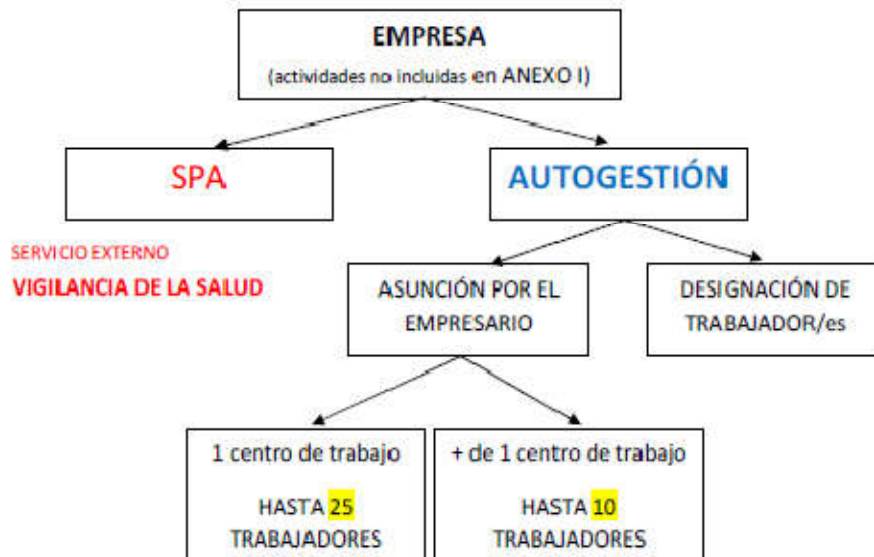 EMPRESA
(actividades no incluidas en ANEXO I)
SPA
AUTOGESTIÓN
SERVICIO EXTERNO
VIGILANCIA DE LA SALUD
ASUNCIÓN POR EL
EMPRESARIO
DESIGNACIÓN DE
TRABAJADOR/es
1 centro de trabajo
HASTA 25
TRABAJADORES
+ de 1 centro de trabajo
HASTA 10
TRABAJADORES